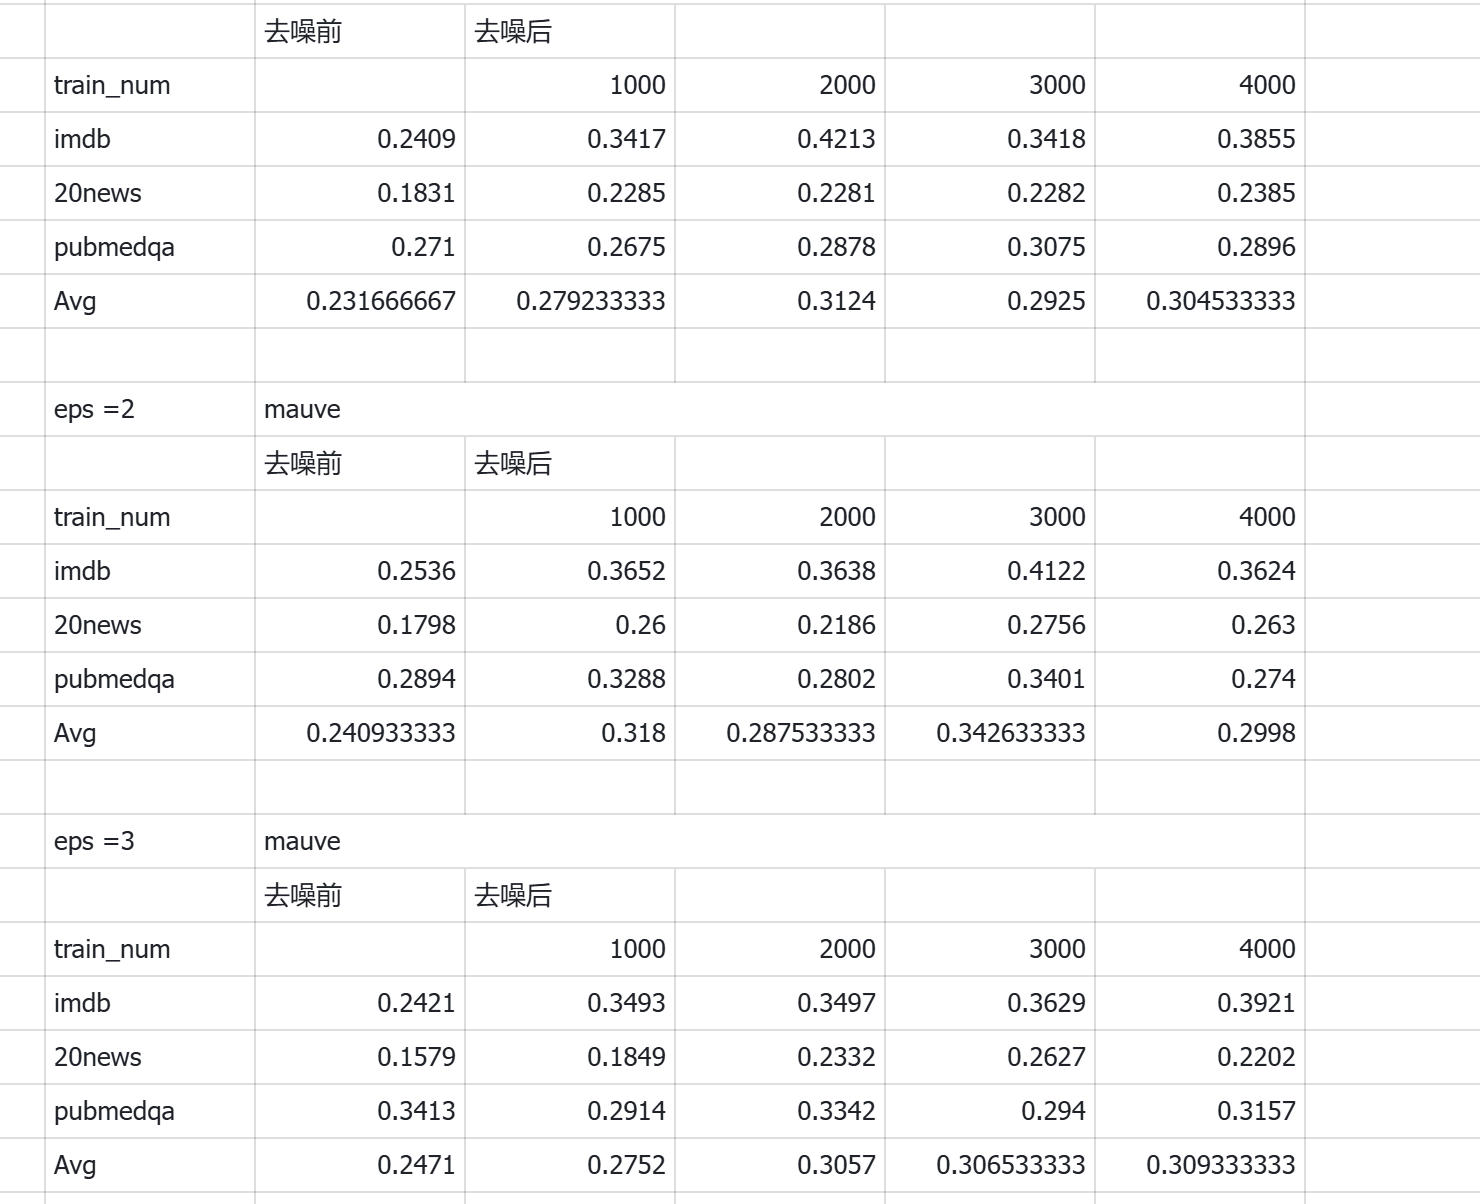 去噪前 去噪后
train_num 1000 2000 3000 4000
imdb 0.2409 0.3417 0.4213 0.3418 0.3855
20news 0.1831 0.2285 0.2281 0.2282 0.2385
pubmedqa 0.271 0.2675 0.2878 0.3075 0.2896
Avg 0.231666667 0.279233333 0.3124 0.2925 0.304533333
eps =2 mauve
去噪前 去噪后
train_num 1000 2000 3000 4000
imdb 0.2536 0.3652 0.3638 0.4122 0.3624
20news 0.1798 0.26 0.2186 0.2756 0.263
pubmedqa 0.2894 0.3288 0.2802 0.3401 0.274
Avg 0.240933333 0.318 0.287533333 0.342633333 0.2998
eps =3 mauve
去噪前 去噪后
train_num 1000 2000 3000 4000
imdb 0.2421 0.3493 0.3497 0.3629 0.3921
20news 0.1579 0.1849 0.2332 0.2627 0.2202
pubmedqa 0.3413 0.2914 0.3342 0.294 0.3157
Avg 0.2471 0.2752 0.3057 0.306533333 0.309333333